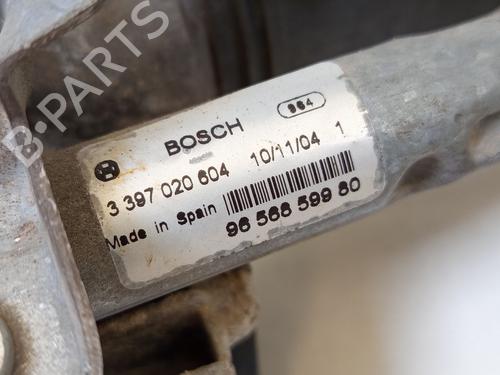 B-PARTS
964
BOSCH
3 397 020 604 10/11/04 1
Made in Spain
96 568 599 80